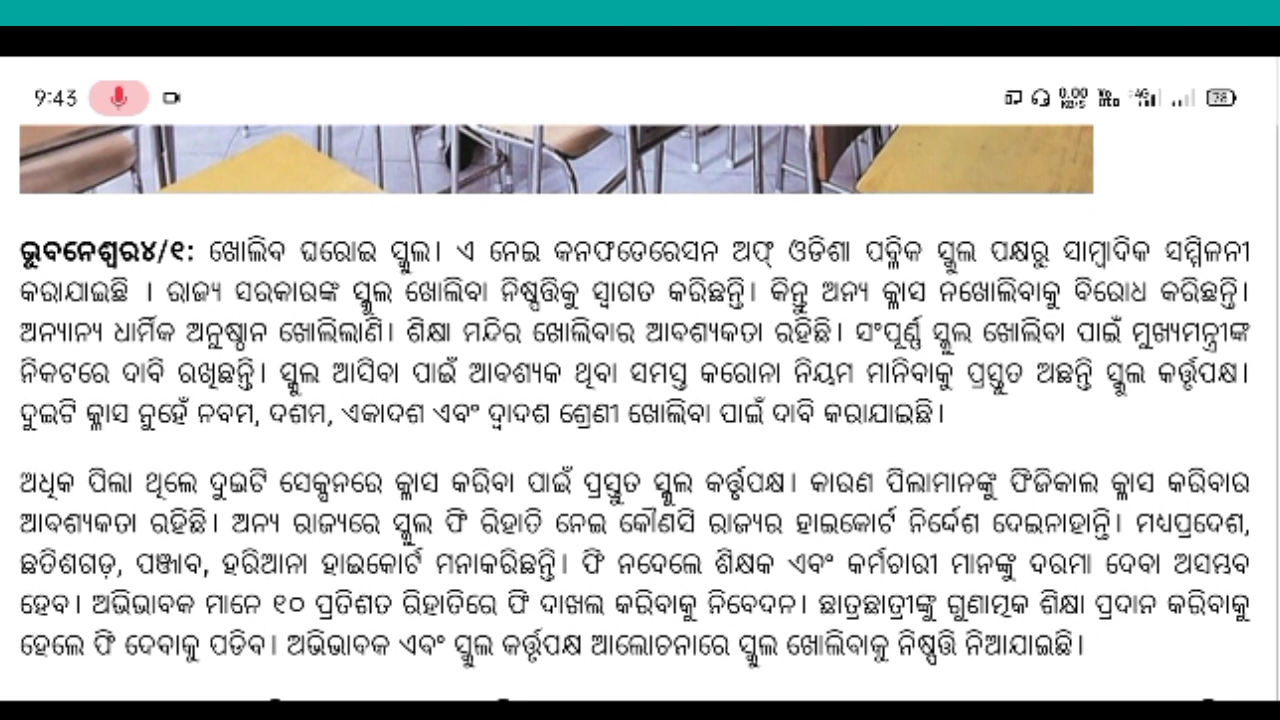 9:43
0.00 KB/S 4G 78
ଭୁବନେଶ୍ୱର୪/୧: ଖୋଲିବ ଘରୋଇ ସ୍କୁଲ। ଏ ନେଇ କନଫଡେରେସନ ଅଫ୍ ଓଡିଶା ପବ୍ଳିକ ସ୍କୁଲ ପକ୍ଷରୁ ସାମ୍ବାଦିକ ସମ୍ମିଳନୀ
କରାଯାଇଛି । ରାଜ୍ୟ ସରକାରଙ୍କ ସ୍କୁଲ ଖୋଲିବା ନିଷ୍ପତ୍ତିକୁ ସ୍ୱାଗତ କରିଛନ୍ତି। କିନ୍ତୁ ଅନ୍ୟ କ୍ଳାସ ନଖୋଲିବାକୁ ବିରୋଧ କରିଛନ୍ତି।
ଅନ୍ୟାନ୍ୟ ଧାର୍ମିକ ଅନୁଷ୍ଠାନ ଖୋଲିଲାଣି। ଶିକ୍ଷା ମନ୍ଦିର ଖୋଲିବାର ଆବଶ୍ୟକତା ରହିଛି। ସଂପୂର୍ଣ୍ଣ ସ୍କୁଲ ଖୋଲିବା ପାଇଁ ମୁଖ୍ୟମନ୍ତ୍ରୀଙ୍କ
ନିକଟରେ ଦାବି ରଖିଛନ୍ତି। ସ୍କୁଲ ଆସିବା ପାଇଁ ଆବଶ୍ୟକ ଥିବା ସମସ୍ତ କରୋନା ନିୟମ ମାନିବାକୁ ପ୍ରସ୍ତୁତ ଅଛନ୍ତି ସ୍କୁଲ କର୍ତ୍ତୃପକ୍ଷ।
ଦୁଇଟି କ୍ଳାସ ନୁହେଁ ନବମ, ଦଶମ, ଏକାଦଶ ଏବଂ ଦ୍ୱାଦଶ ଶ୍ରେଣୀ ଖୋଲିବା ପାଇଁ ଦାବି କରାଯାଇଛି।
ଅଧିକ ପିଲା ଥିଲେ ଦୁଇଟି ସେକ୍ସନରେ କ୍ଳାସ କରିବା ପାଇଁ ପ୍ରସ୍ତୁତ ସ୍କୁଲ କର୍ତ୍ତୃପକ୍ଷ। କାରଣ ପିଲାମାନଙ୍କୁ ଫିଜିକାଲ କ୍ଳାସ କରିବାର
ଆବଶ୍ୟକତା ରହିଛି। ଅନ୍ୟ ରାଜ୍ୟରେ ସ୍କୁଲ ଫି ରିହାତି ନେଇ କୌଣସି ରାଜ୍ୟର ହାଇକୋର୍ଟ ନିର୍ଦ୍ଦେଶ ଦେଇନାହାନ୍ତି। ମଧ୍ୟପ୍ରଦେଶ,
ଛତିଶଗଡ଼, ପଞ୍ଜାବ, ହରିଆନା ହାଇକୋର୍ଟ ମନାକରିଛନ୍ତି। ଫି ନଦେଲେ ଶିକ୍ଷକ ଏବଂ କର୍ମଚାରୀ ମାନଙ୍କୁ ଦରମା ଦେବା ଅସମ୍ଭବ
ହେବ। ଅଭିଭାବକ ମାନେ ୧୦ ପ୍ରତିଶତ ରିହାତିରେ ଫି ଦାଖଲ କରିବାକୁ ନିବେଦନ। ଛାତ୍ରଛାତ୍ରୀଙ୍କୁ ଗୁଣାତ୍ମକ ଶିକ୍ଷା ପ୍ରଦାନ କରିବାକୁ
ହେଲେ ଫି ଦେବାକୁ ପଡିବ। ଅଭିଭାବକ ଏବଂ ସ୍କୁଲ କର୍ତ୍ତୃପକ୍ଷ ଆଲୋଚନାରେ ସ୍କୁଲ ଖୋଲିବାକୁ ନିଷ୍ପତ୍ତି ନିଆଯାଇଛି।